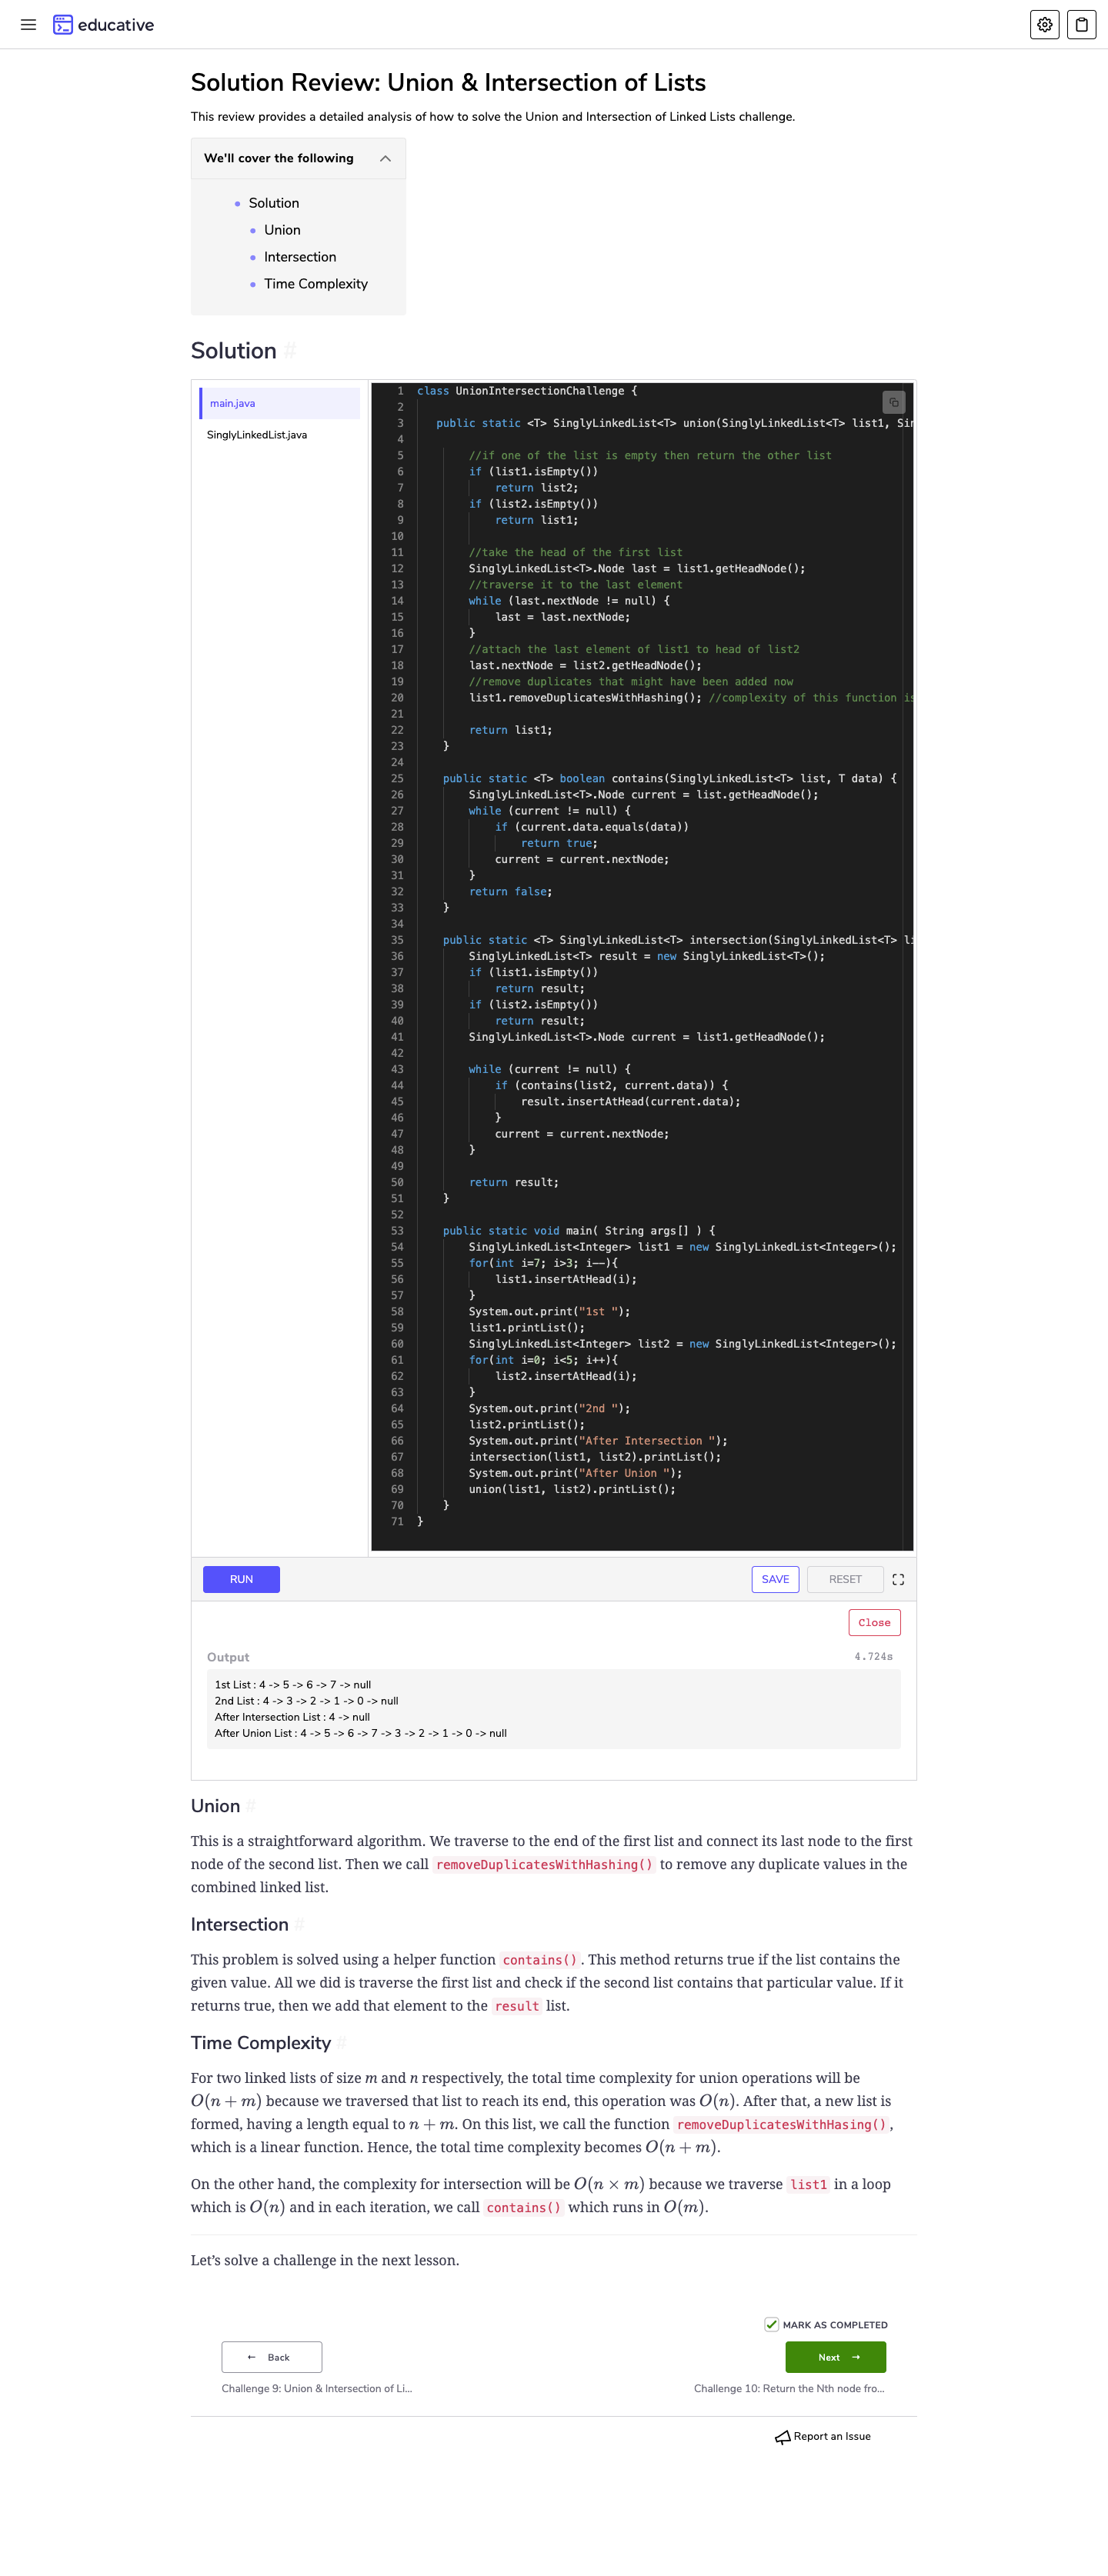 educative
Solution Review: Union & Intersection of Lists
This review provides a detailed analysis of how to solve the Union and Intersection of Linked Lists challenge.
We'll cover the following
Solution
Union
Intersection
Time Complexity
Solution #
main.java
SinglyLinkedList.java
1 class UnionIntersectionChallenge {
2
3 public static <T> SinglyLinkedList<T> union(SinglyLinkedList<T> list1, Sin
4
5 //if one of the list is empty then return the other list
6 if (list1.isEmpty())
7 return list2;
8 if (list2.isEmpty())
9 return list1;
10
11 //take the head of the first list
12 SinglyLinkedList<T>.Node last = list1.getHeadNode();
13 //traverse it to the last element
14 while (last.nextNode != null) {
15 last = last.nextNode;
16 }
17 //attach the last element of list1 to head of list2
18 last.nextNode = list2.getHeadNode();
19 //remove duplicates that might have been added now
20 list1.removeDuplicatesWithHashing(); //complexity of this function is
21
22 return list1;
23 }
24
25 public static <T> boolean contains(SinglyLinkedList<T> list, T data) {
26 SinglyLinkedList<T>.Node current = list.getHeadNode();
27 while (current != null) {
28 if (current.data.equals(data))
29 return true;
30 current = current.nextNode;
31 }
32 return false;
33 }
34
35 public static <T> SinglyLinkedList<T> intersection(SinglyLinkedList<T> li
36 SinglyLinkedList<T> result = new SinglyLinkedList<T>();
37 if (list1.isEmpty())
38 return result;
39 if (list2.isEmpty())
40 return result;
41 SinglyLinkedList<T>.Node current = list1.getHeadNode();
42
43 while (current != null) {
44 if (contains(list2, current.data)) {
45 result.insertAtHead(current.data);
46 }
47 current = current.nextNode;
48 }
49
50 return result;
51 }
52
53 public static void main( String args[] ) {
54 SinglyLinkedList<Integer> list1 = new SinglyLinkedList<Integer>();
55 for(int i=7; i>3; i--){
56 list1.insertAtHead(i);
57 }
58 System.out.print("1st ");
59 list1.printList();
60 SinglyLinkedList<Integer> list2 = new SinglyLinkedList<Integer>();
61 for(int i=0; i<5; i++){
62 list2.insertAtHead(i);
63 }
64 System.out.print("2nd ");
65 list2.printList();
66 System.out.print("After Intersection ");
67 intersection(list1, list2).printList();
68 System.out.print("After Union ");
69 union(list1, list2).printList();
70 }
71 }
RUN
SAVE
RESET
Close
Output
4.724s
1st List : 4 -> 5 -> 6 -> 7 -> null
2nd List : 4 -> 3 -> 2 -> 1 -> 0 -> null
After Intersection List : 4 -> null
After Union List : 4 -> 5 -> 6 -> 7 -> 3 -> 2 -> 1 -> 0 -> null
Union #
This is a straightforward algorithm. We traverse to the end of the first list and connect its last node to the first
node of the second list. Then we call removeDuplicatesWithHashing() to remove any duplicate values in the
combined linked list.
Intersection #
This problem is solved using a helper function contains(). This method returns true if the list contains the
given value. All we did is traverse the first list and check if the second list contains that particular value. If it
returns true, then we add that element to the result list.
Time Complexity #
For two linked lists of size m and n respectively, the total time complexity for union operations will be
O(n + m) because we traversed that list to reach its end, this operation was O(n). After that, a new list is
formed, having a length equal to n + m. On this list, we call the function removeDuplicatesWithHasing(),
which is a linear function. Hence, the total time complexity becomes O(n + m).
On the other hand, the complexity for intersection will be O(n × m) because we traverse list1 in a loop
which is O(n) and in each iteration, we call contains() which runs in O(m).
Let’s solve a challenge in the next lesson.
MARK AS COMPLETED
← Back
Next →
Challenge 9: Union & Intersection of Li...
Challenge 10: Return the Nth node fro...
Report an Issue